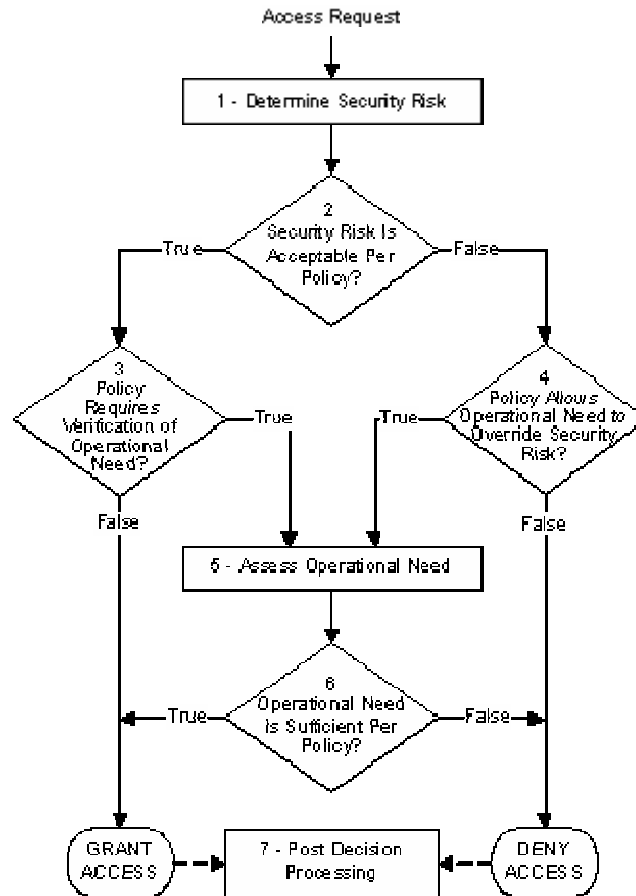 Access Request
1 - Determine Security Risk
2
Security Risk Is
Acceptable Per
Policy?
True
False
3
Policy
Requires
Verification of
Operational
Need?
True
False
4
Policy Allows
Operational Need to
Override Security
Risk?
True
False
5 - Assess Operational Need
6
Operational Need
Is Sufficient Per
Policy?
True
False
GRANT
ACCESS
7 - Post Decision
Processing
DENY
ACCESS